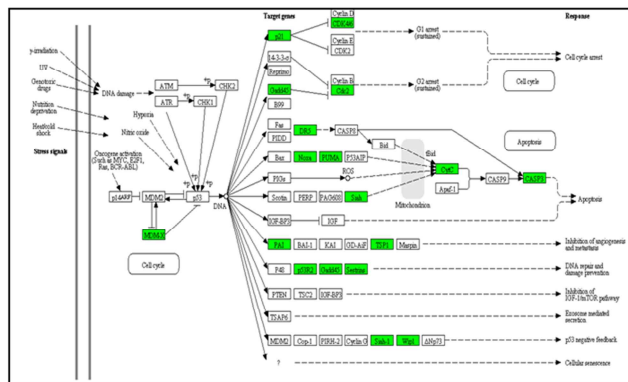 Target genes
Response
p21
Cyclin D
CDK4/6
Cyclin E
CDK2
G1 arrest
(sustained)
Cell cycle arrest
14-3-3-σ
Reprimo
Gadd45
B99
Cyclin B
Cdc2
G2 arrest
(sustained)
Cell cycle
γ-irradiation
UV
Genotoxic
drugs
Nutrition
deprivation
Heat/cold
shock
Stress signals
DNA damage
ATM
CHK2
ATR
CHK1
+p
+p
Hypoxia
Nitric oxide
Oncogene activation
(Such as MYC, E2F1,
Ras, BCR-ABL)
p14ARF
MDM2
+p
+p
+p
p53
DNA
MDM-X
Cell cycle
Fas
PIDD
DR5
CASP8
Bid
tBid
Apoptosis
Bax
Noxa
PUMA
P53AIP
CytC
PIGs
ROS
Apaf-1
CASP9
CASP3
Apoptosis
Scotin
PERP
PAG608
Siah
Mitochondrion
IGF-BP3
IGF
PAI
BAI-1
KAI
GD-AiF
TSP1
Maspin
Inhibition of angiogenesis
and metastasis
P48
p53R2
Gadd45
Sestrins
DNA repair and
damage prevention
PTEN
TSC2
IGF-BP3
Inhibition of
IGF-1/mTOR pathway
TSAP6
Exosome mediated
secretion
MDM2
Cop-1
PIRH-2
Cyclin G
Siah-1
Wip1
ΔNp73
p53 negative feedback
?
Cellular senescence